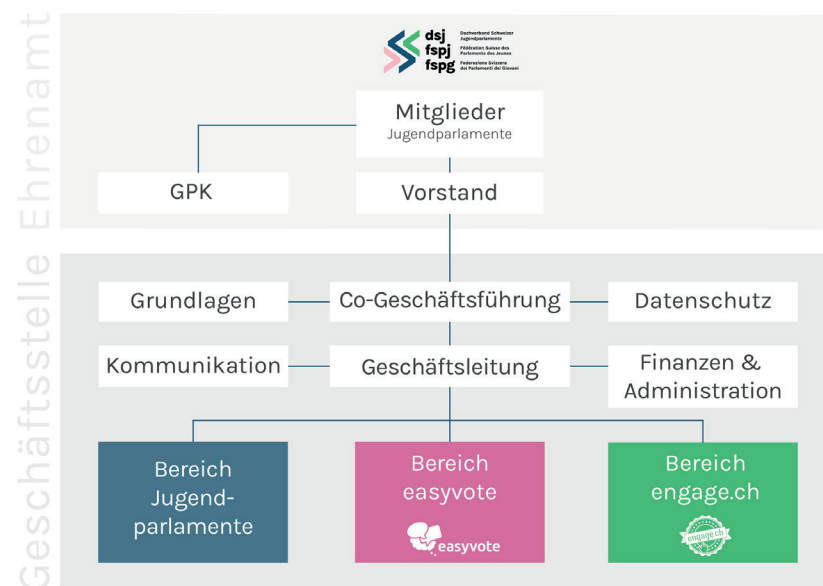 Ehrenamt
dsj
fspj
fspg
Dachverband Schweizer
Jugendparlamente
Fédération Suisse des
Parlements des Jeunes
Federazione Svizzera
dei Parlamenti dei Giovani
Mitglieder
Jugendparlamente
GPK
Vorstand
Geschäftsstelle
Grundlagen
Co-Geschäftsführung
Datenschutz
Kommunikation
Geschäftsleitung
Finanzen &
Administration
Bereich
Jugend-
parlamente
Bereich
easyvote
easyvote
Bereich
engage.ch
engage.ch